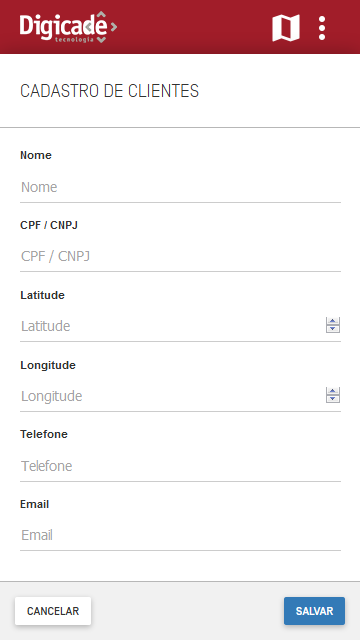 Digicade
tecnologia
CADASTRO DE CLIENTES
Nome
Nome
CPF / CNPJ
CPF / CNPJ
Latitude
Latitude
Longitude
Longitude
Telefone
Telefone
Email
Email
CANCELAR
SALVAR